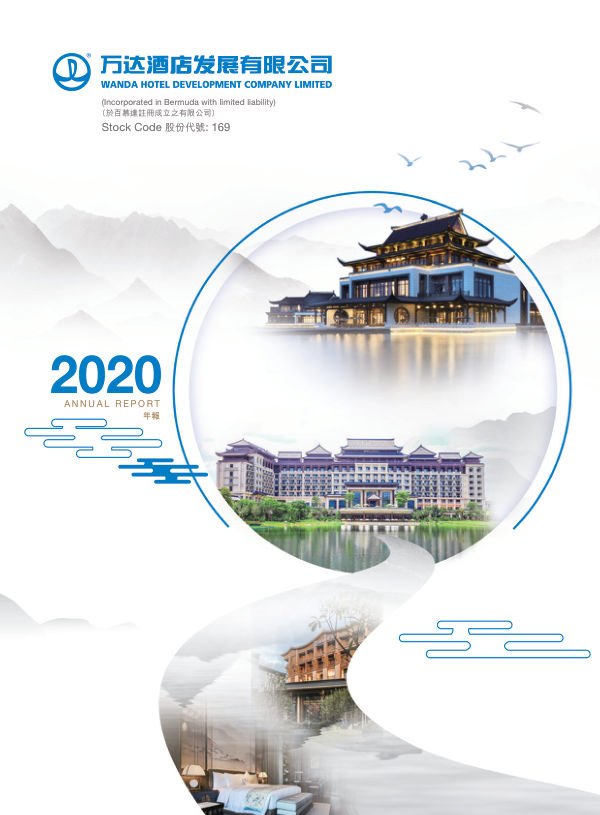 万达酒店发展有限公司
WANDA HOTEL DEVELOPMENT COMPANY LIMITED
(Incorporated in Bermuda with limited liability)
(於百慕達註冊成立之有限公司)
Stock Code 股份代號: 169
2020
ANNUAL REPORT
年報